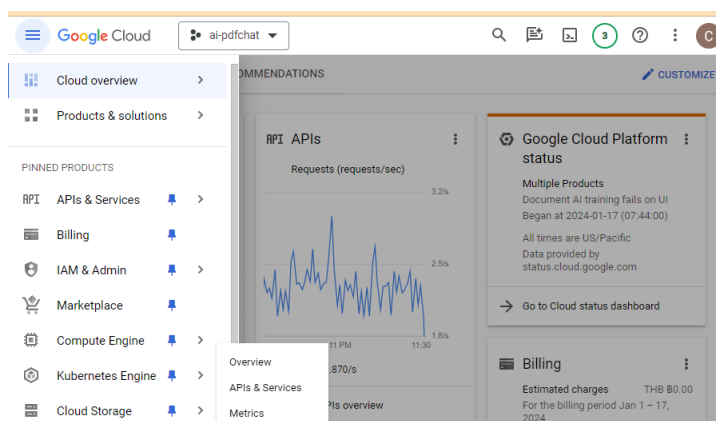 Google Cloud
ai-pdfchat
3
C
Cloud overview
Products & solutions
PINNED PRODUCTS
API APIs & Services
Billing
IAM & Admin
Marketplace
Compute Engine
Kubernetes Engine
Cloud Storage
Overview
APIs & Services
Metrics
OMMENDATIONS
CUSTOMIZE
API APIs
Requests (requests/sec)
3.2/s
2.5/s
1.8/s
11 PM
11:30
.870/s
PIs overview
Google Cloud Platform
status
Multiple Products
Document AI training fails on UI
Began at 2024-01-17 (07:44:00)
All times are US/Pacific
Data provided by
status.cloud.google.com
Go to Cloud status dashboard
Billing
Estimated charges THB ฿0.00
For the billing period Jan 1 – 17,
2024